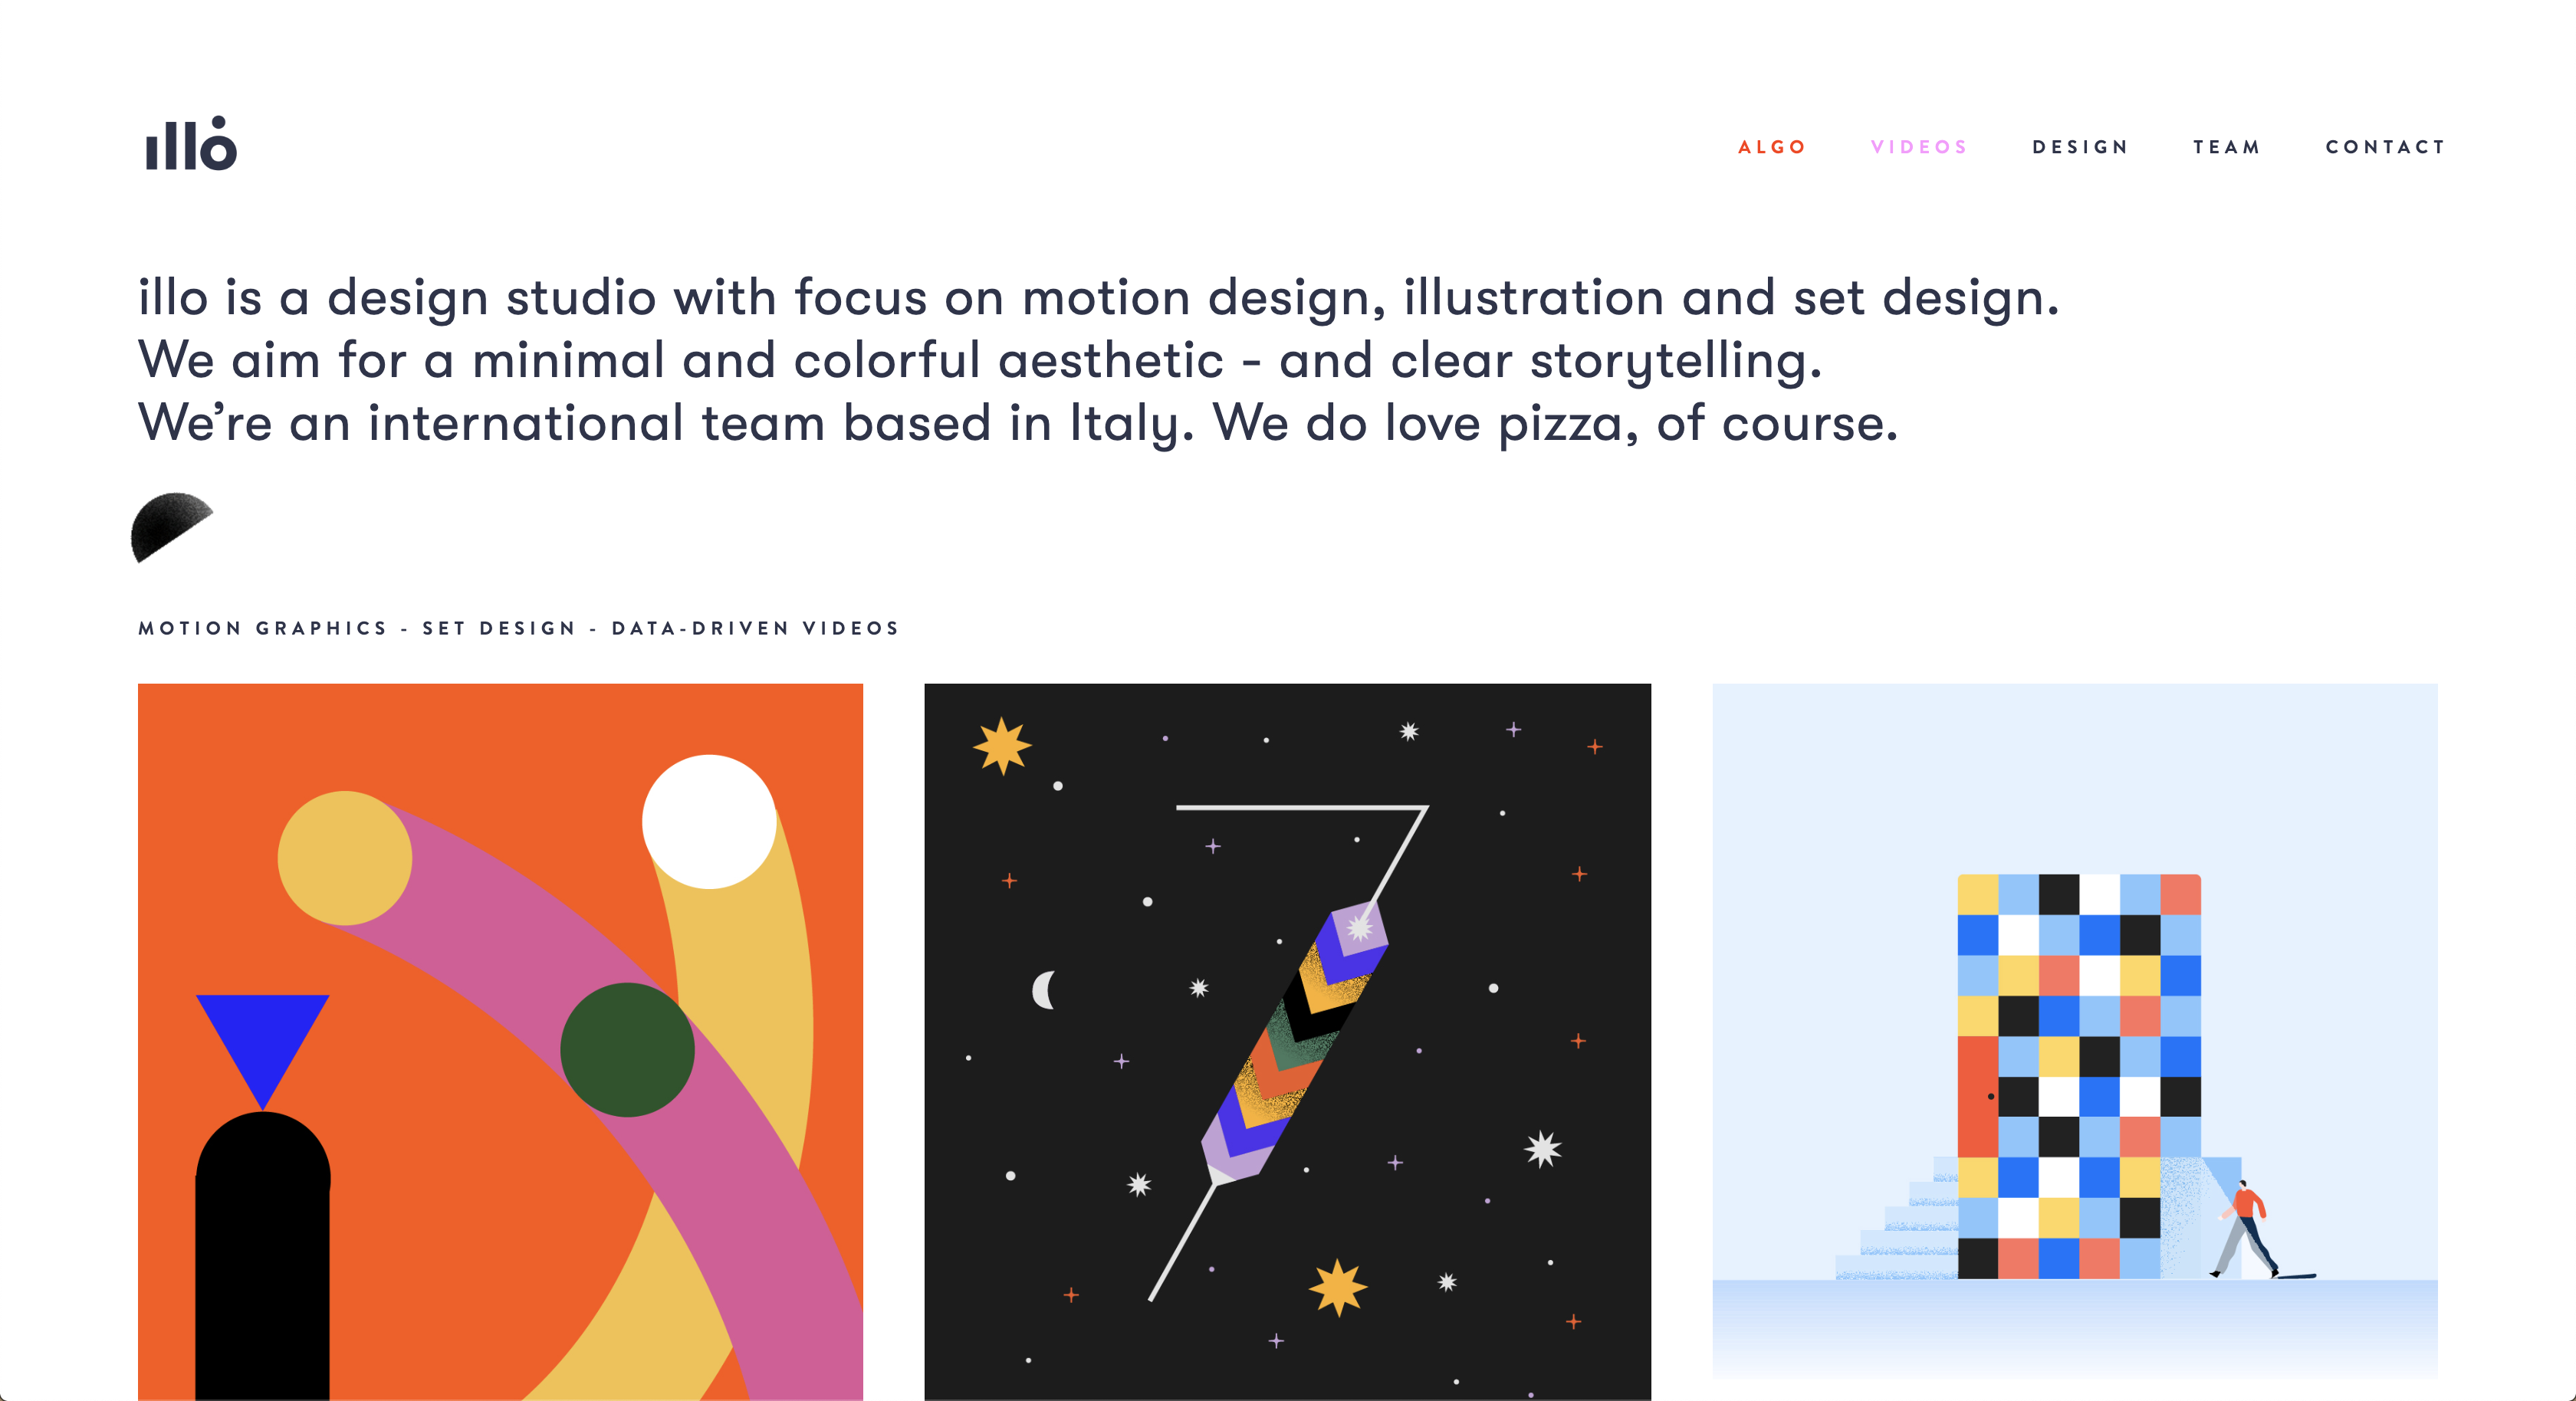 illo
ALGO VIDEOS DESIGN TEAM CONTACT
illo is a design studio with focus on motion design, illustration and set design.
We aim for a minimal and colorful aesthetic - and clear storytelling.
We’re an international team based in Italy. We do love pizza, of course.
MOTION GRAPHICS - SET DESIGN - DATA-DRIVEN VIDEOS
7